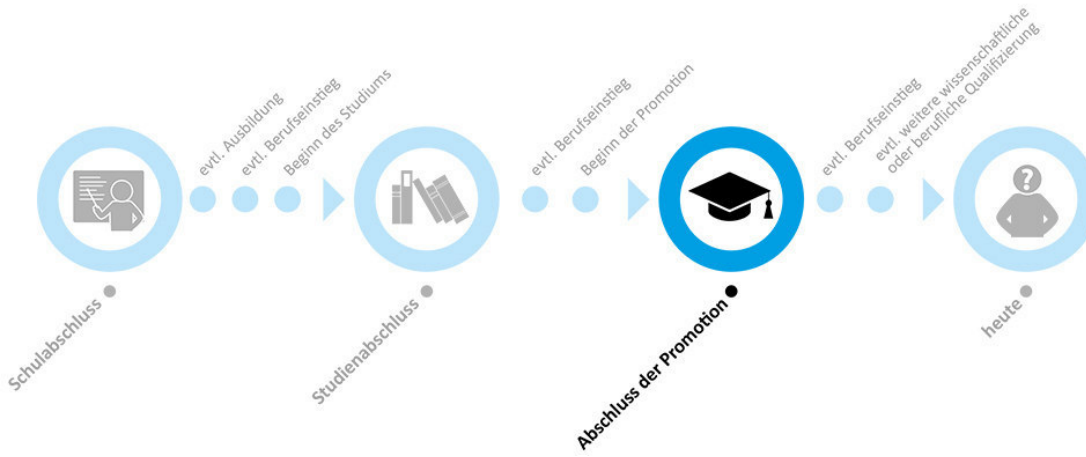 Schulabschluss
evtl. Ausbildung
evtl. Berufseinstieg
Beginn des Studiums
Studienabschluss
evtl. Berufseinstieg
Beginn der Promotion
Abschluss der Promotion
evtl. Berufseinstieg
evtl. weitere wissenschaftliche
oder berufliche Qualifizierung
?
heute